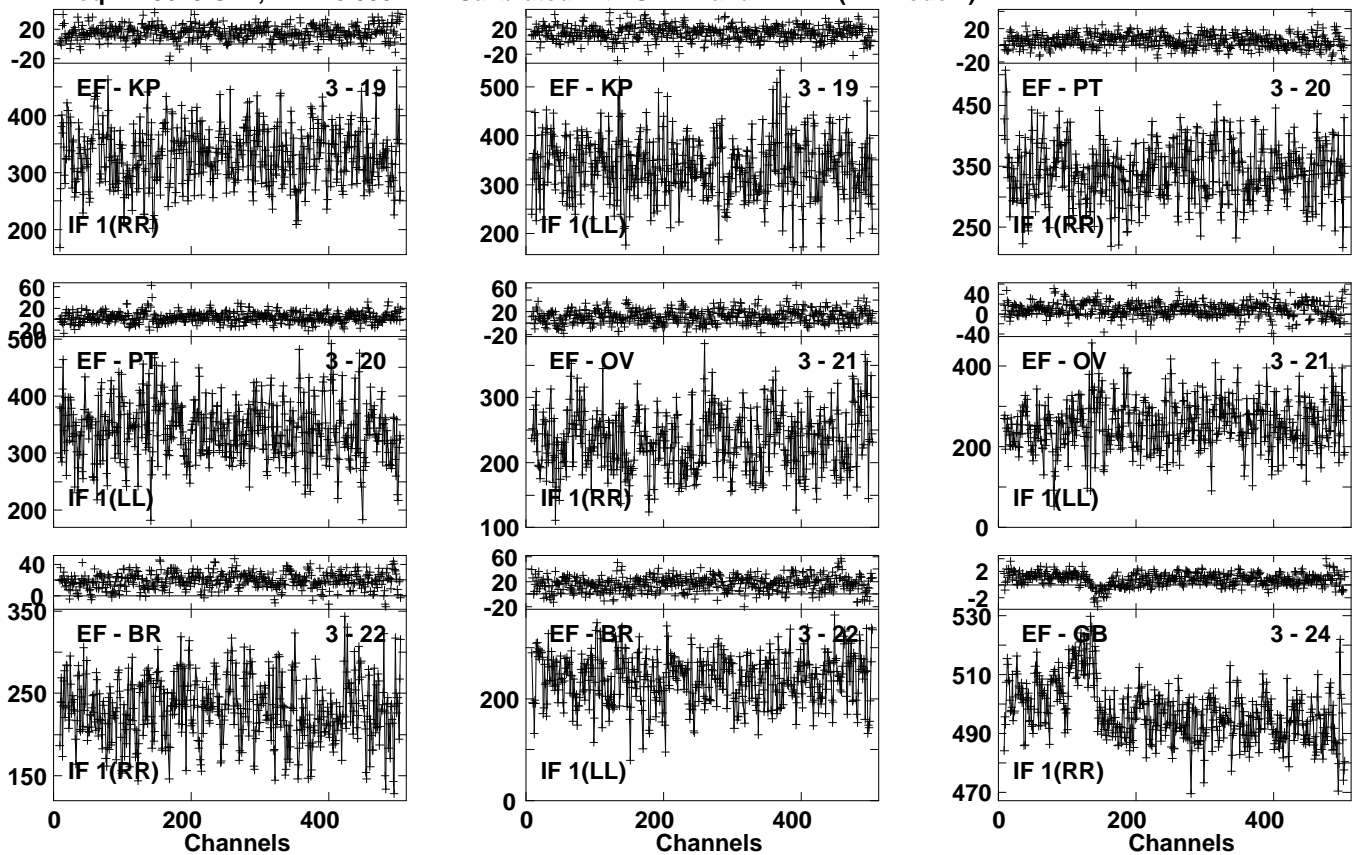 20
-20
EF - KP 3 - 19
400
300
200
IF 1(RR)
20
-20
EF - KP 3 - 19
500
400
300
200
IF 1(LL)
20
-20
EF - PT 3 - 20
450
350
250
IF 1(RR)
60
20
-20
500
EF - PT 3 - 20
400
300
200
IF 1(LL)
60
20
-20
EF - OV 3 - 21
300
200
100
IF 1(RR)
40
0
-40
EF - OV 3 - 21
400
200
0
IF 1(LL)
40
0
350
EF - BR 3 - 22
250
150
IF 1(RR)
0 200 400
Channels
60
20
-20
EF - BR 3 - 22
200
0
IF 1(LL)
0 200 400
Channels
2
-2
530
EF - GB 3 - 24
510
490
470
IF 1(RR)
0 200 400
Channels